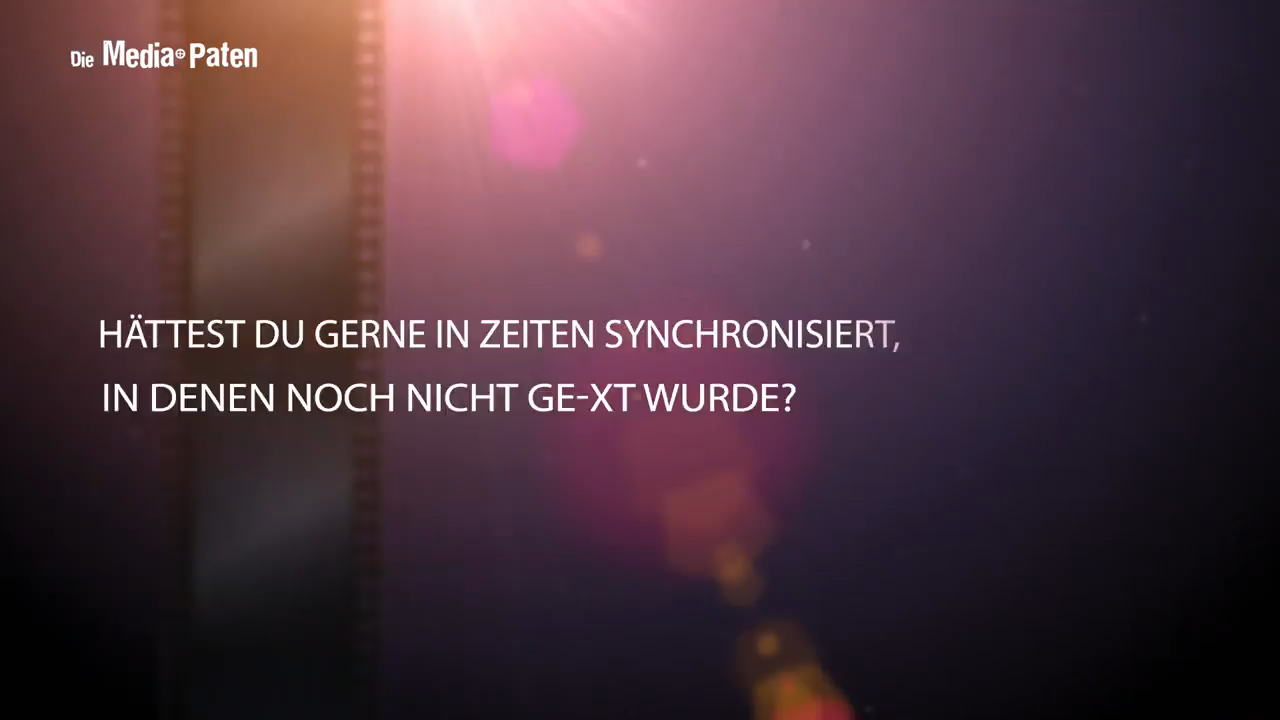 Die Media Paten
HÄTTEST DU GERNE IN ZEITEN SYNCHRONISIERT,
IN DENEN NOCH NICHT GE-XT WURDE?